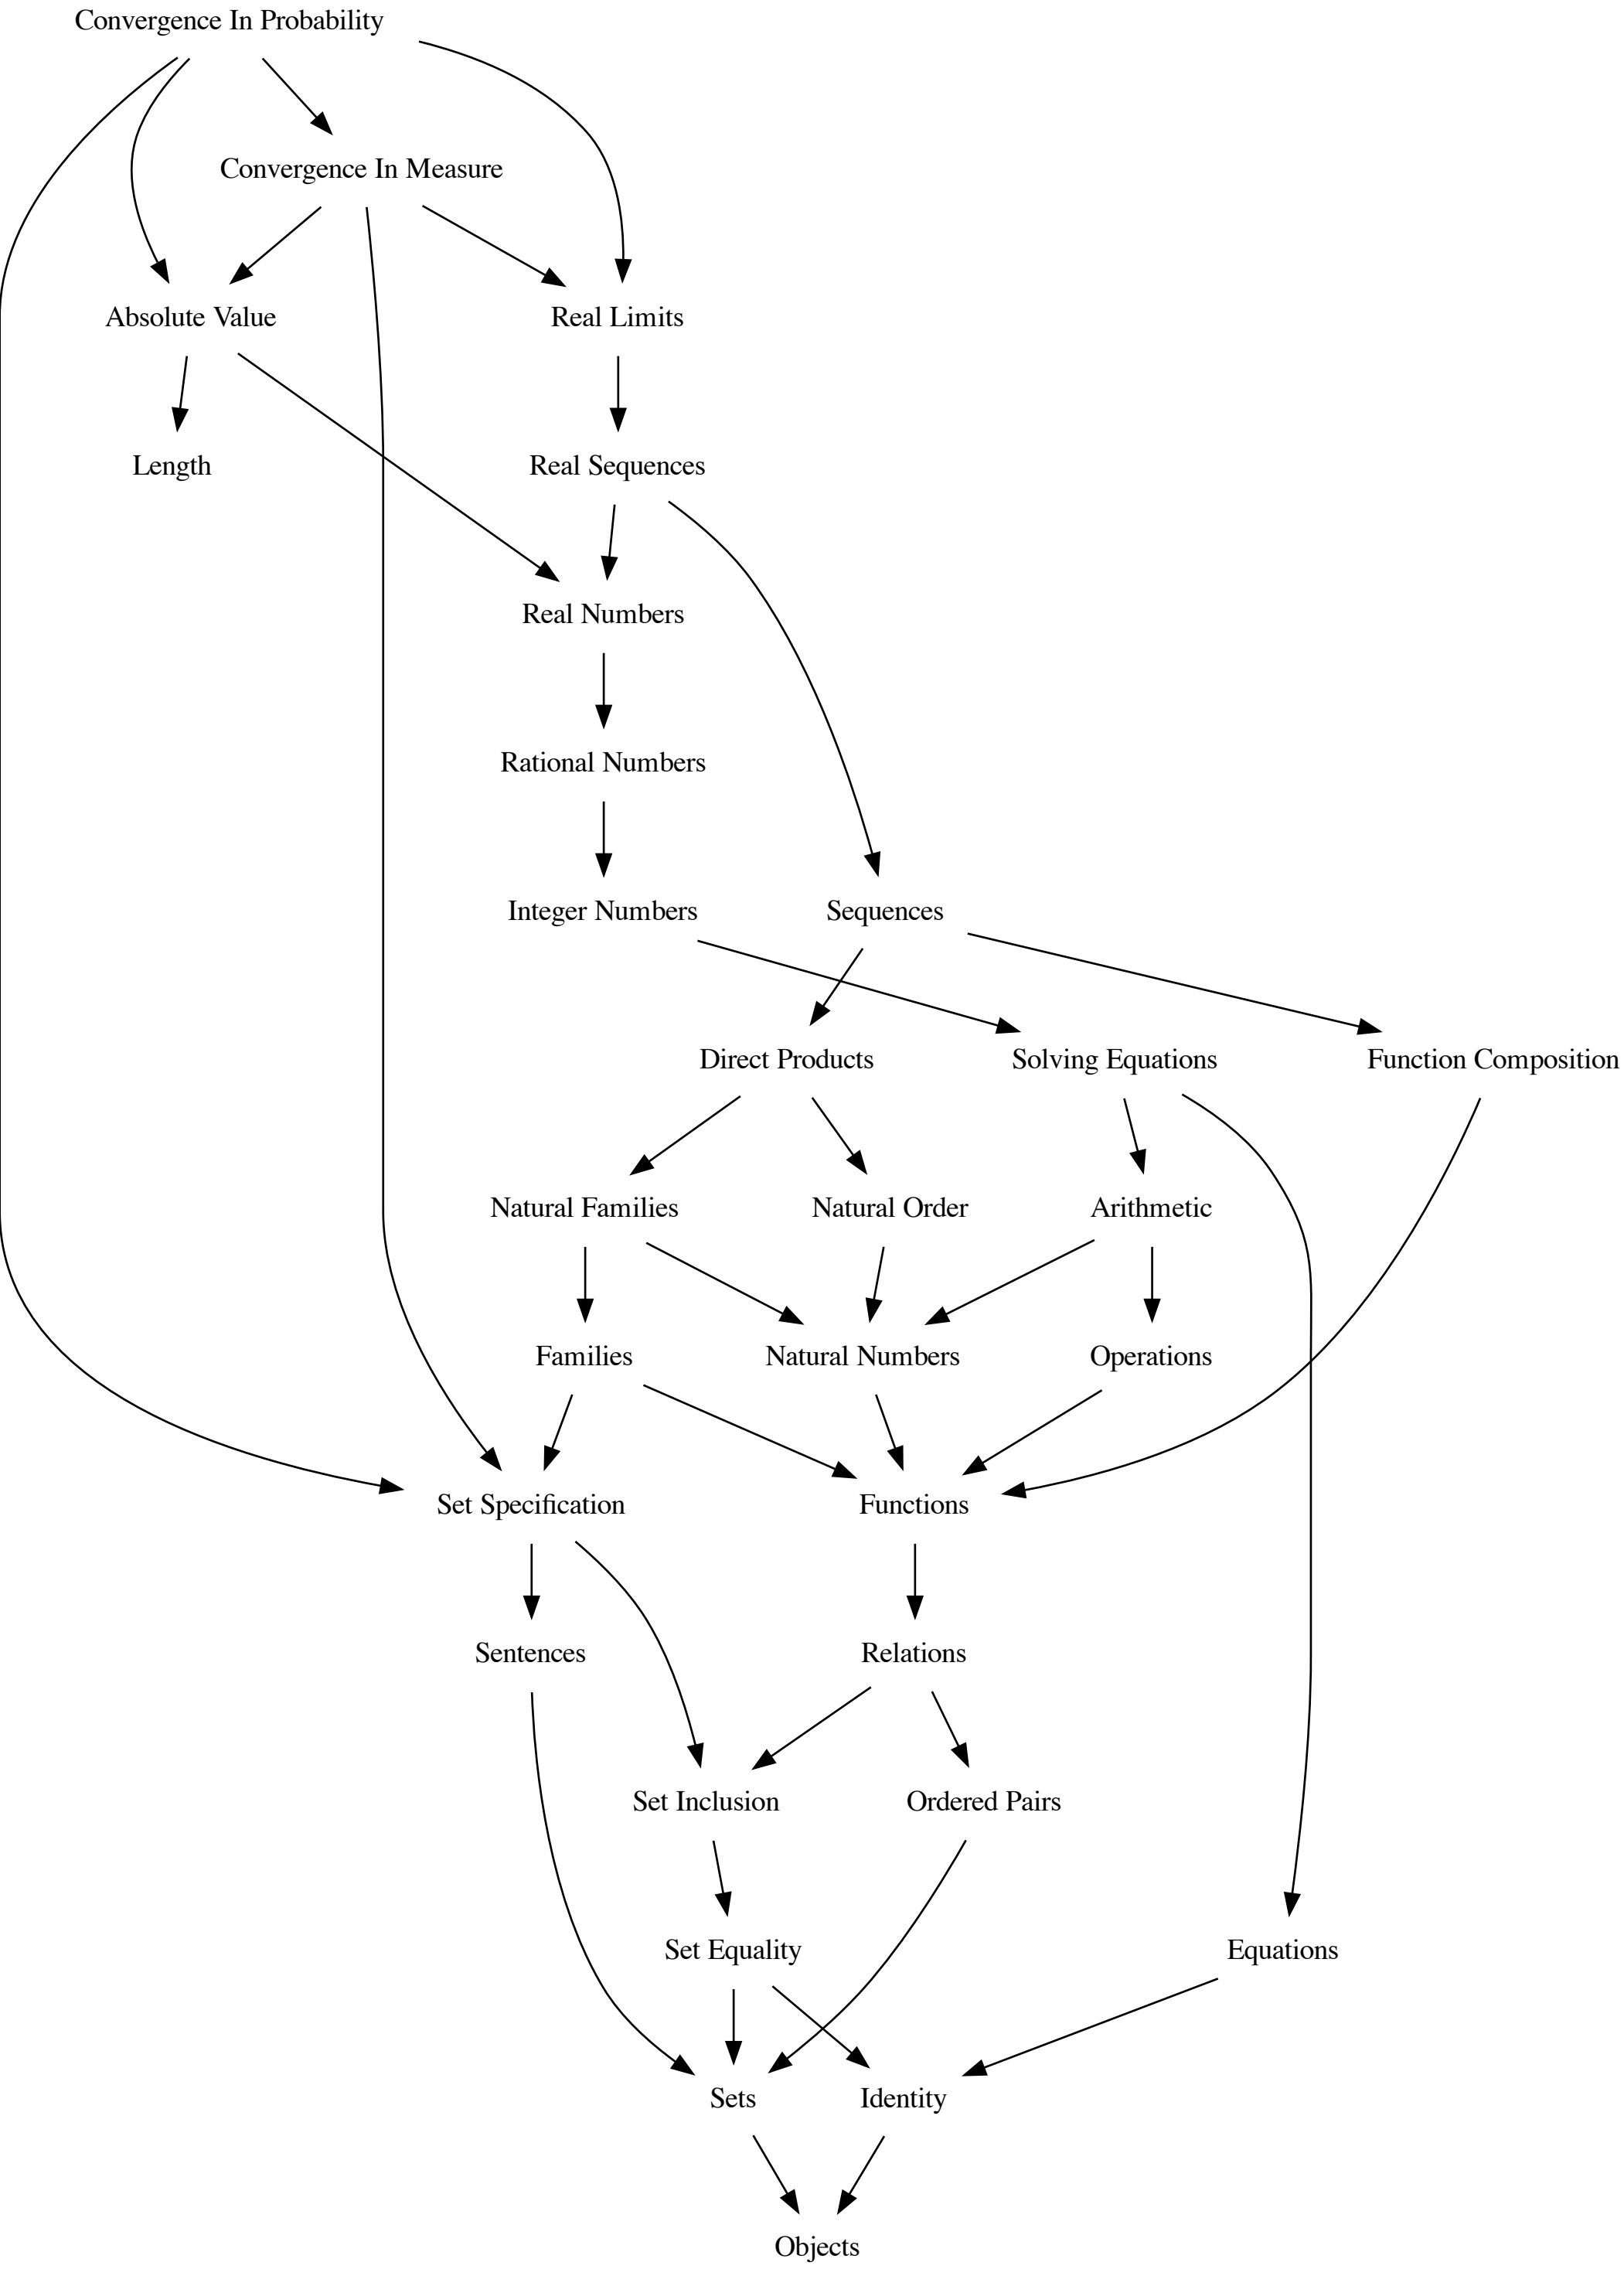 Convergence In Probability
Convergence In Measure
Absolute Value
Real Limits
Length
Real Sequences
Real Numbers
Rational Numbers
Integer Numbers
Sequences
Direct Products
Solving Equations
Function Composition
Natural Families
Natural Order
Arithmetic
Families
Natural Numbers
Operations
Set Specification
Functions
Sentences
Relations
Set Inclusion
Ordered Pairs
Set Equality
Equations
Sets
Identity
Objects